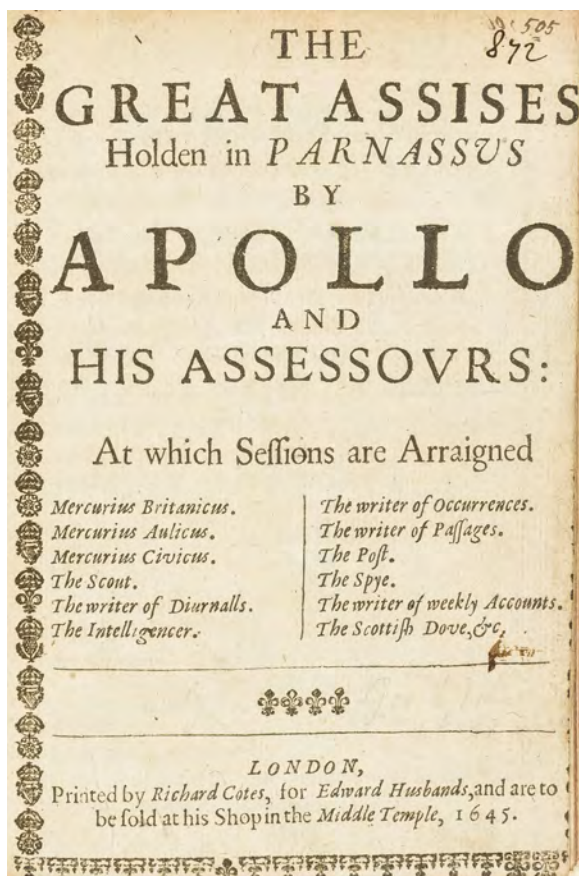 505
872
THE
GREAT ASSISES
Holden in PARNASSVS
BY
APOLLO
AND
HIS ASSESSOVRS:
At which Seſſions are Arraigned
Mercurius Britanicus.
Mercurius Aulicus.
Mercurius Civicus.
The Scout.
The writer of Diurnalls.
The Intelligencer.
The writer of Occurrences.
The writer of Paſſages.
The Poſt.
The Spye.
The writer of weekly Accounts.
The Scottiſh Dove, &c.
LONDON,
Printed by Richard Cotes, for Edward Husbands, and are to
be ſold at his Shop in the Middle Temple, 1645.